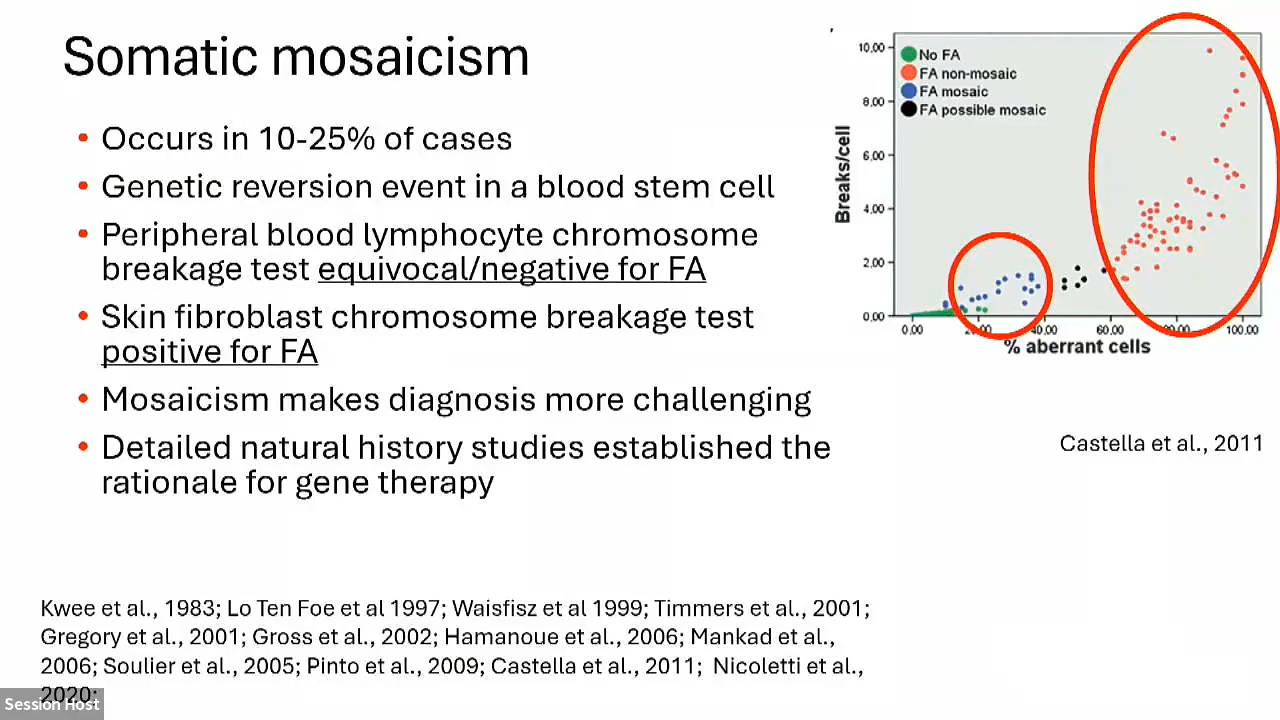 Somatic mosaicism
• Occurs in 10-25% of cases
• Genetic reversion event in a blood stem cell
• Peripheral blood lymphocyte chromosome
breakage test equivocal/negative for FA
• Skin fibroblast chromosome breakage test
positive for FA
• Mosaicism makes diagnosis more challenging
• Detailed natural history studies established the
rationale for gene therapy
No FA
FA non-mosaic
FA mosaic
FA possible mosaic
Breaks/cell
10,00
8,00
6,00
4,00
2,00
0,00
0,00 20,00 40,00 60,00 80,00 100,00
% aberrant cells
Castella et al., 2011
Kwee et al., 1983; Lo Ten Foe et al 1997; Waisfisz et al 1999; Timmers et al., 2001;
Gregory et al., 2001; Gross et al., 2002; Hamanoue et al., 2006; Mankad et al.,
2006; Soulier et al., 2005; Pinto et al., 2009; Castella et al., 2011; Nicoletti et al.,
2020;
Session Host